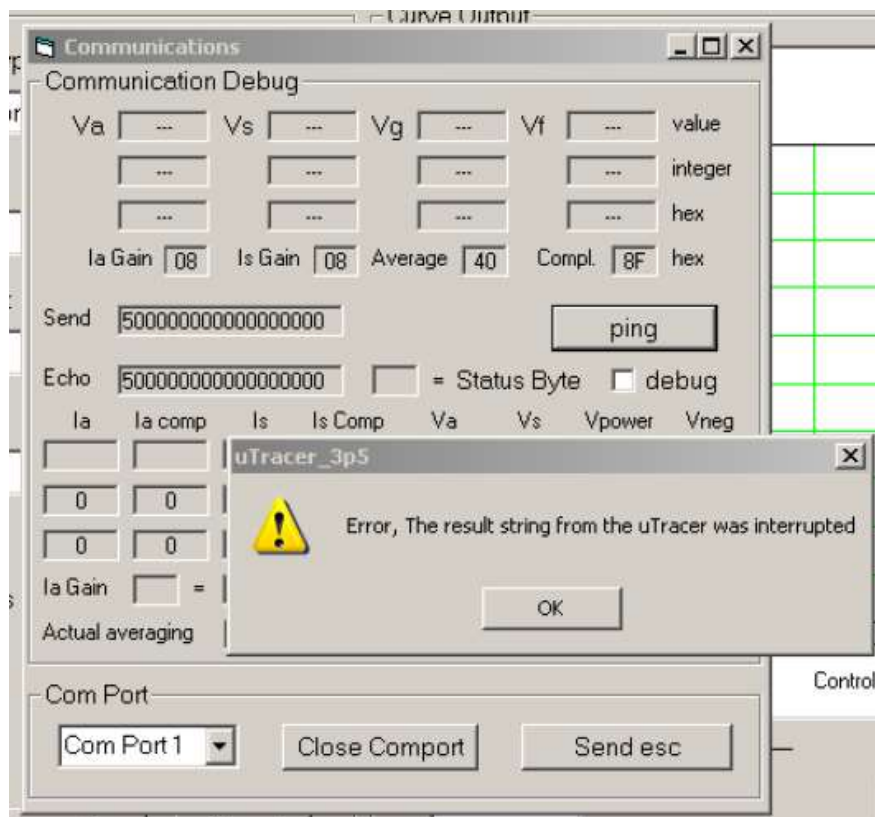 Curve Output
Communications
Communication Debug
Va --- Vs --- Vg --- Vf --- value
--- --- --- --- integer
--- --- --- --- hex
Ia Gain 08 Is Gain 08 Average 40 Compl. 8F hex
Send 500000000000000000 ping
Echo 500000000000000000 = Status Byte debug
Ia Ia comp Is Is Comp Va Vs Vpower Vneg
uTracer_3p5
0 0
Error, The result string from the uTracer was interrupted
0 0
Ia Gain =
OK
Actual averaging
Control
Com Port
Com Port 1 Close Comport Send esc